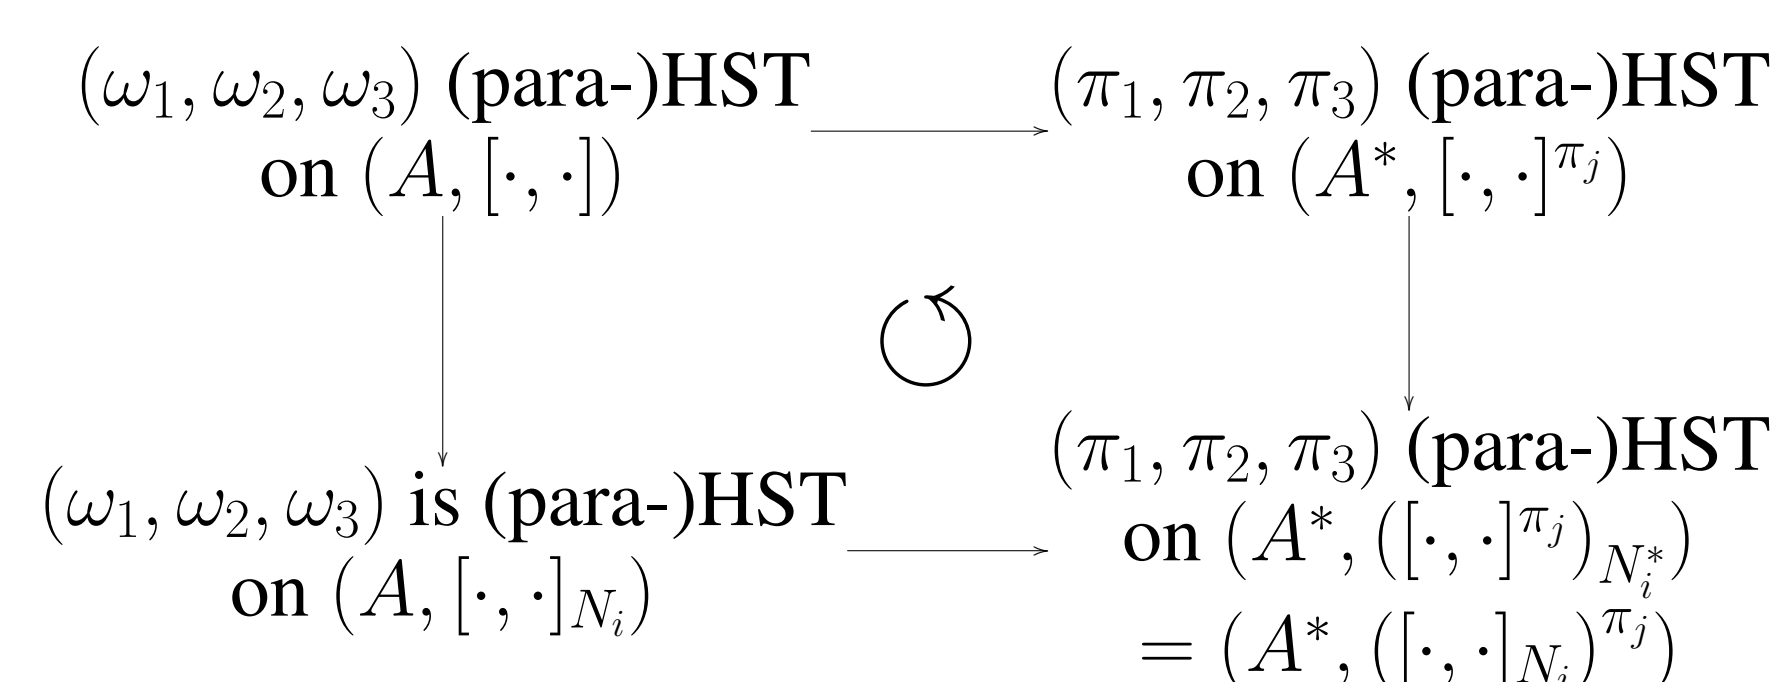 (ω₁, ω₂, ω₃) (para-)HST
on (A, [·, ·])
(π₁, π₂, π₃) (para-)HST
on (A*, [·, ·]^{π_j})
(ω₁, ω₂, ω₃) is (para-)HST
on (A, [·, ·]_{N_i})
(π₁, π₂, π₃) (para-)HST
on (A*, ([·, ·]^{π_j})_{N_i^*})
= (A*, ([·, ·]_{N_i})^{π_j})